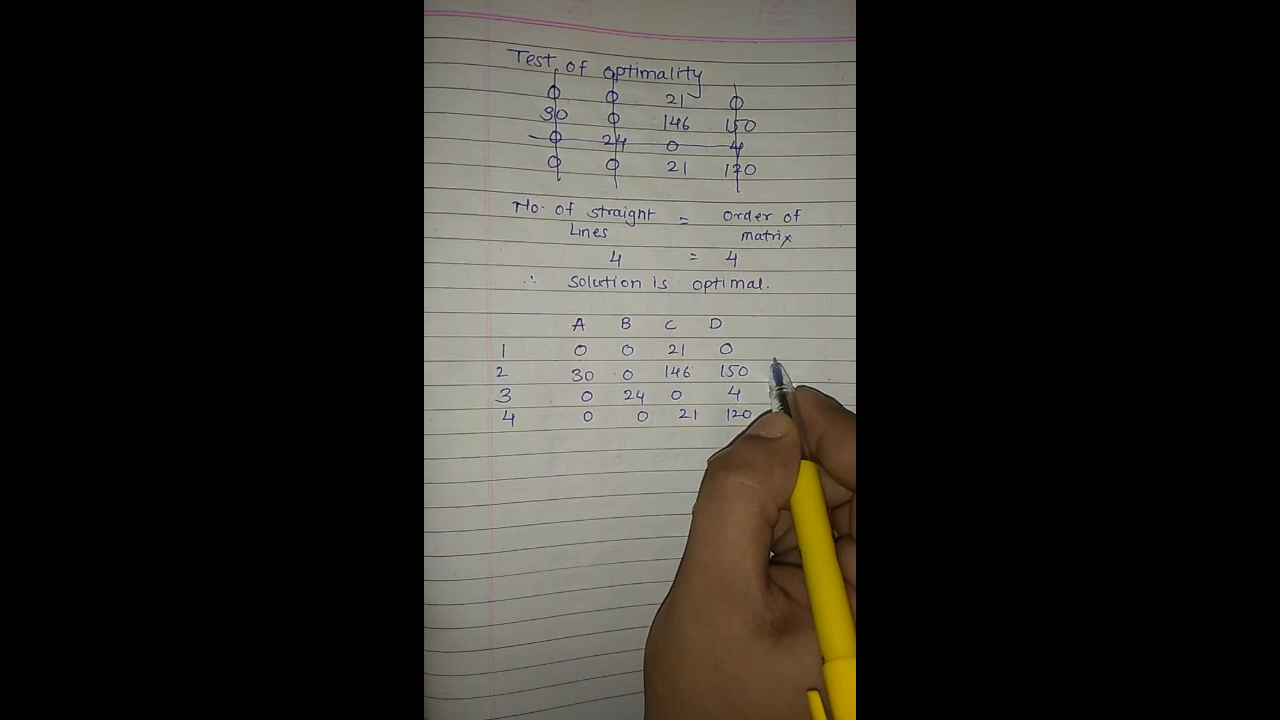 Test of optimality
0 0 21 0
30 0 146 150
0 24 0 4
0 0 21 120
No. of straight Lines = order of matrix
4 = 4
∴ solution is optimal.
A B C D
1 0 0 21 0
2 30 0 146 150
3 0 24 0 4
4 0 0 21 120